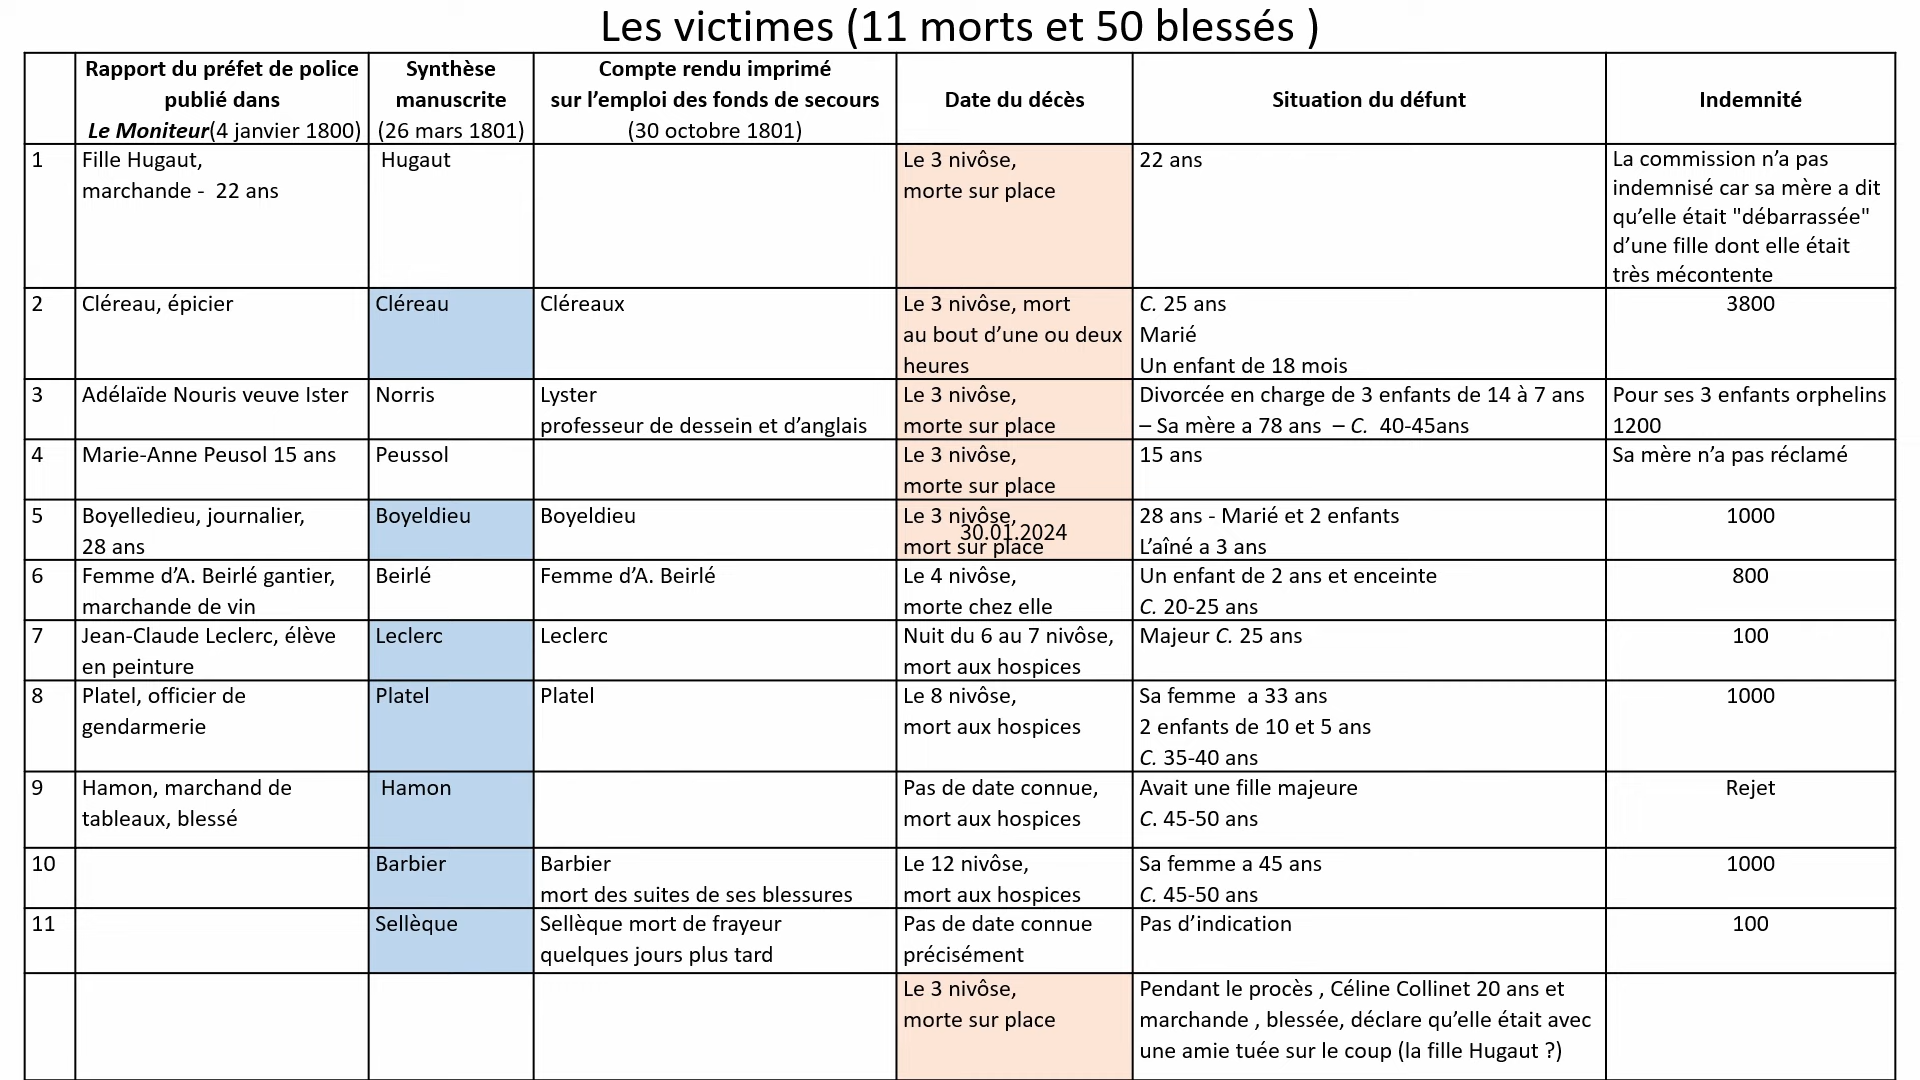 Les victimes (11 morts et 50 blessés )
Rapport du préfet de police
publié dans
Le Moniteur(4 janvier 1800)
Synthèse
manuscrite
(26 mars 1801)
Compte rendu imprimé
sur l’emploi des fonds de secours
(30 octobre 1801)
Date du décès
Situation du défunt
Indemnité
1
Fille Hugaut,
marchande - 22 ans
Hugaut
Le 3 nivôse,
morte sur place
22 ans
La commission n’a pas
indemnisé car sa mère a dit
qu’elle était "débarrassée"
d’une fille dont elle était
très mécontente
2
Cléreau, épicier
Cléreau
Cléreaux
Le 3 nivôse, mort
au bout d’une ou deux
heures
C. 25 ans
Marié
Un enfant de 18 mois
3800
3
Adélaïde Nouris veuve Ister
Norris
Lyster
professeur de dessein et d’anglais
Le 3 nivôse,
morte sur place
Divorcée en charge de 3 enfants de 14 à 7 ans
– Sa mère a 78 ans – C. 40-45ans
Pour ses 3 enfants orphelins
1200
4
Marie-Anne Peusol 15 ans
Peussol
Le 3 nivôse,
morte sur place
15 ans
Sa mère n’a pas réclamé
5
Boyelledieu, journalier,
28 ans
Boyeldieu
Boyeldieu
Le 3 nivôse,
mort sur place
30.01.2024
28 ans - Marié et 2 enfants
L’aîné a 3 ans
1000
6
Femme d’A. Beirlé gantier,
marchande de vin
Beirlé
Femme d’A. Beirlé
Le 4 nivôse,
morte chez elle
Un enfant de 2 ans et enceinte
C. 20-25 ans
800
7
Jean-Claude Leclerc, élève
en peinture
Leclerc
Leclerc
Nuit du 6 au 7 nivôse,
mort aux hospices
Majeur C. 25 ans
100
8
Platel, officier de
gendarmerie
Platel
Platel
Le 8 nivôse,
mort aux hospices
Sa femme a 33 ans
2 enfants de 10 et 5 ans
C. 35-40 ans
1000
9
Hamon, marchand de
tableaux, blessé
Hamon
Pas de date connue,
mort aux hospices
Avait une fille majeure
C. 45-50 ans
Rejet
10
Barbier
Barbier
mort des suites de ses blessures
Le 12 nivôse,
mort aux hospices
Sa femme a 45 ans
C. 45-50 ans
1000
11
Sellèque
Sellèque mort de frayeur
quelques jours plus tard
Pas de date connue
précisément
Pas d’indication
100
Le 3 nivôse,
morte sur place
Pendant le procès , Céline Collinet 20 ans et
marchande , blessée, déclare qu’elle était avec
une amie tuée sur le coup (la fille Hugaut ?)